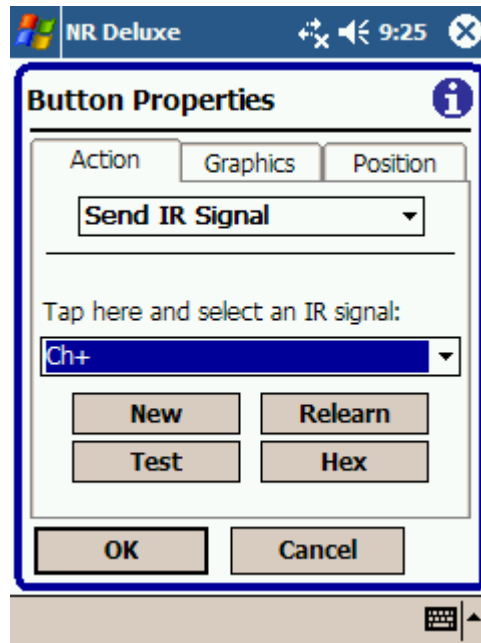 NR Deluxe 9:25
Button Properties
Action Graphics Position
Send IR Signal
Tap here and select an IR signal:
Ch+
New Relearn
Test Hex
OK Cancel